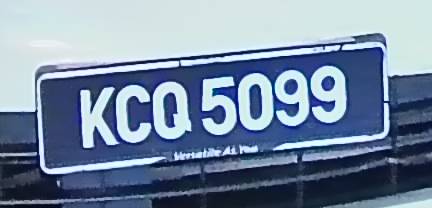 KCQ 5099
Versatile As You